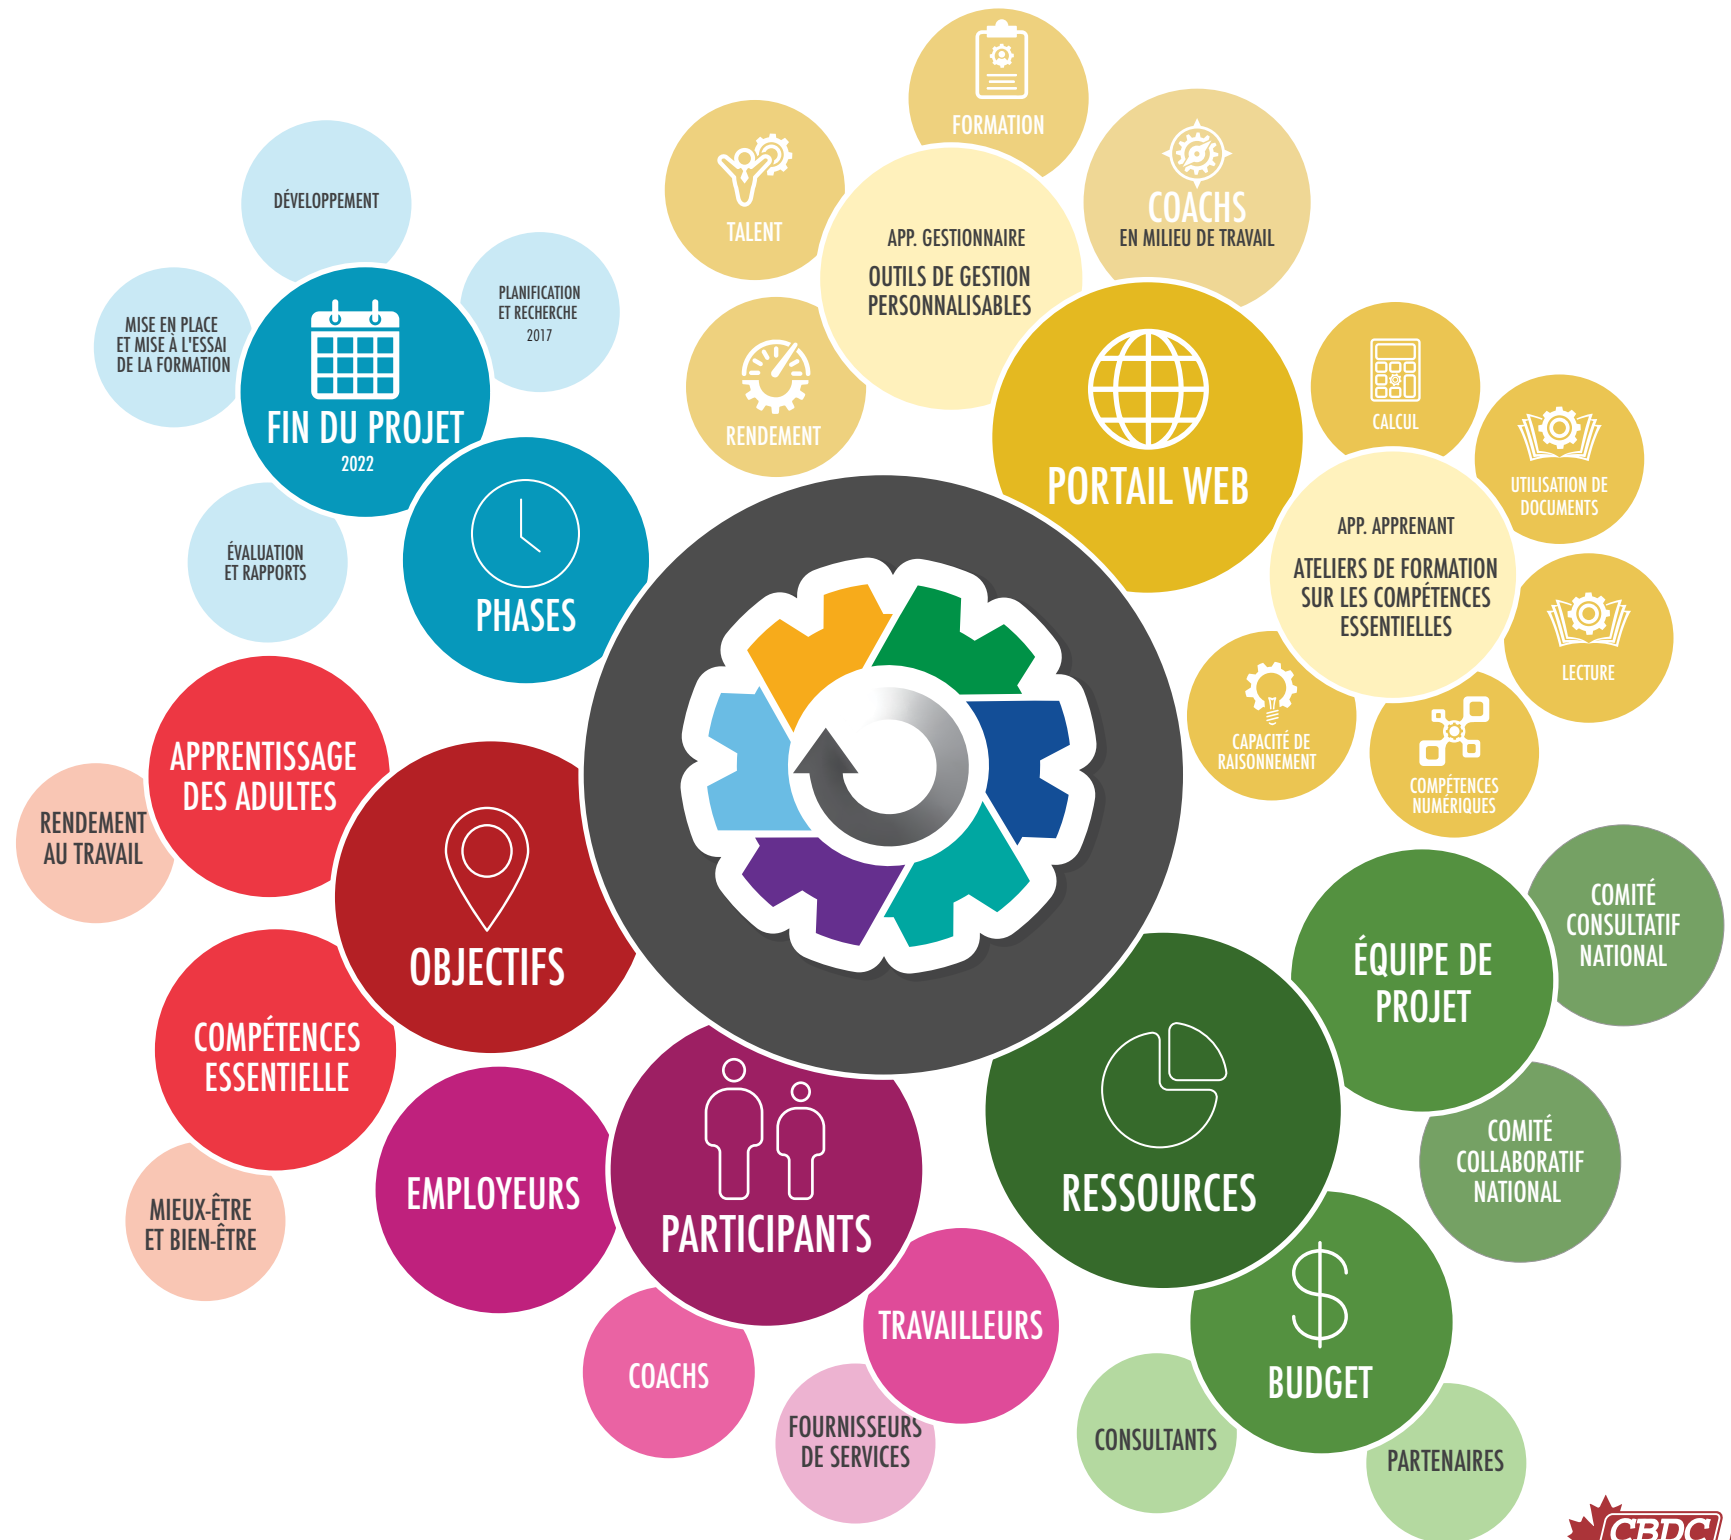 FORMATION
TALENT
COACHS
EN MILIEU DE TRAVAIL
APP. GESTIONNAIRE
OUTILS DE GESTION
PERSONNALISABLES
RENDEMENT
PORTAIL WEB
CALCUL
UTILISATION DE
DOCUMENTS
APP. APPRENANT
ATELIERS DE FORMATION
SUR LES COMPÉTENCES
ESSENTIELLES
LECTURE
CAPACITÉ DE
RAISONNEMENT
COMPÉTENCES
NUMÉRIQUES
DÉVELOPPEMENT
PLANIFICATION
ET RECHERCHE
2017
MISE EN PLACE
ET MISE À L'ESSAI
DE LA FORMATION
FIN DU PROJET
2022
ÉVALUATION
ET RAPPORTS
PHASES
APPRENTISSAGE
DES ADULTES
RENDEMENT
AU TRAVAIL
OBJECTIFS
COMPÉTENCES
ESSENTIELLE
MIEUX-ÊTRE
ET BIEN-ÊTRE
EMPLOYEURS
PARTICIPANTS
TRAVAILLEURS
COACHS
FOURNISSEURS
DE SERVICES
COMITÉ
CONSULTATIF
NATIONAL
ÉQUIPE DE
PROJET
COMITÉ
COLLABORATIF
NATIONAL
RESSOURCES
$
BUDGET
CONSULTANTS
PARTENAIRES
CBDC